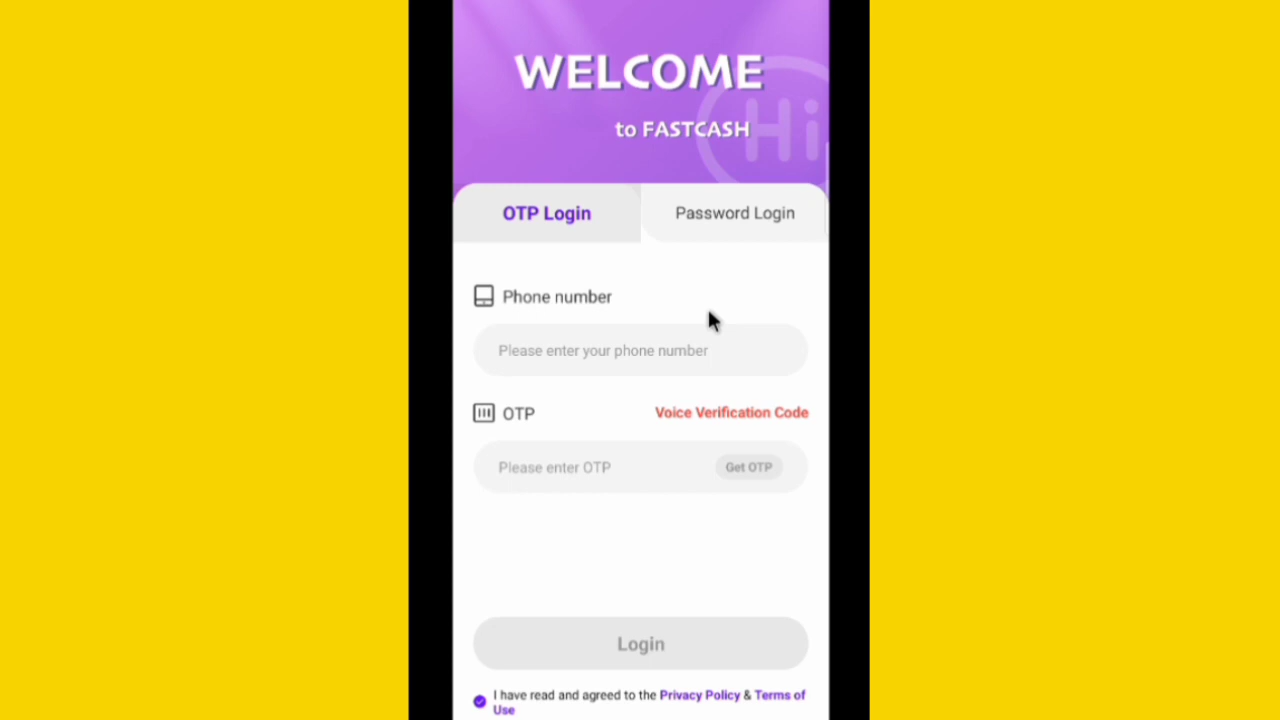 WELCOME
to FASTCASH
Hi
OTP Login
Password Login
Phone number
Please enter your phone number
OTP
Voice Verification Code
Please enter OTP
Get OTP
Login
I have read and agreed to the Privacy Policy & Terms of
Use